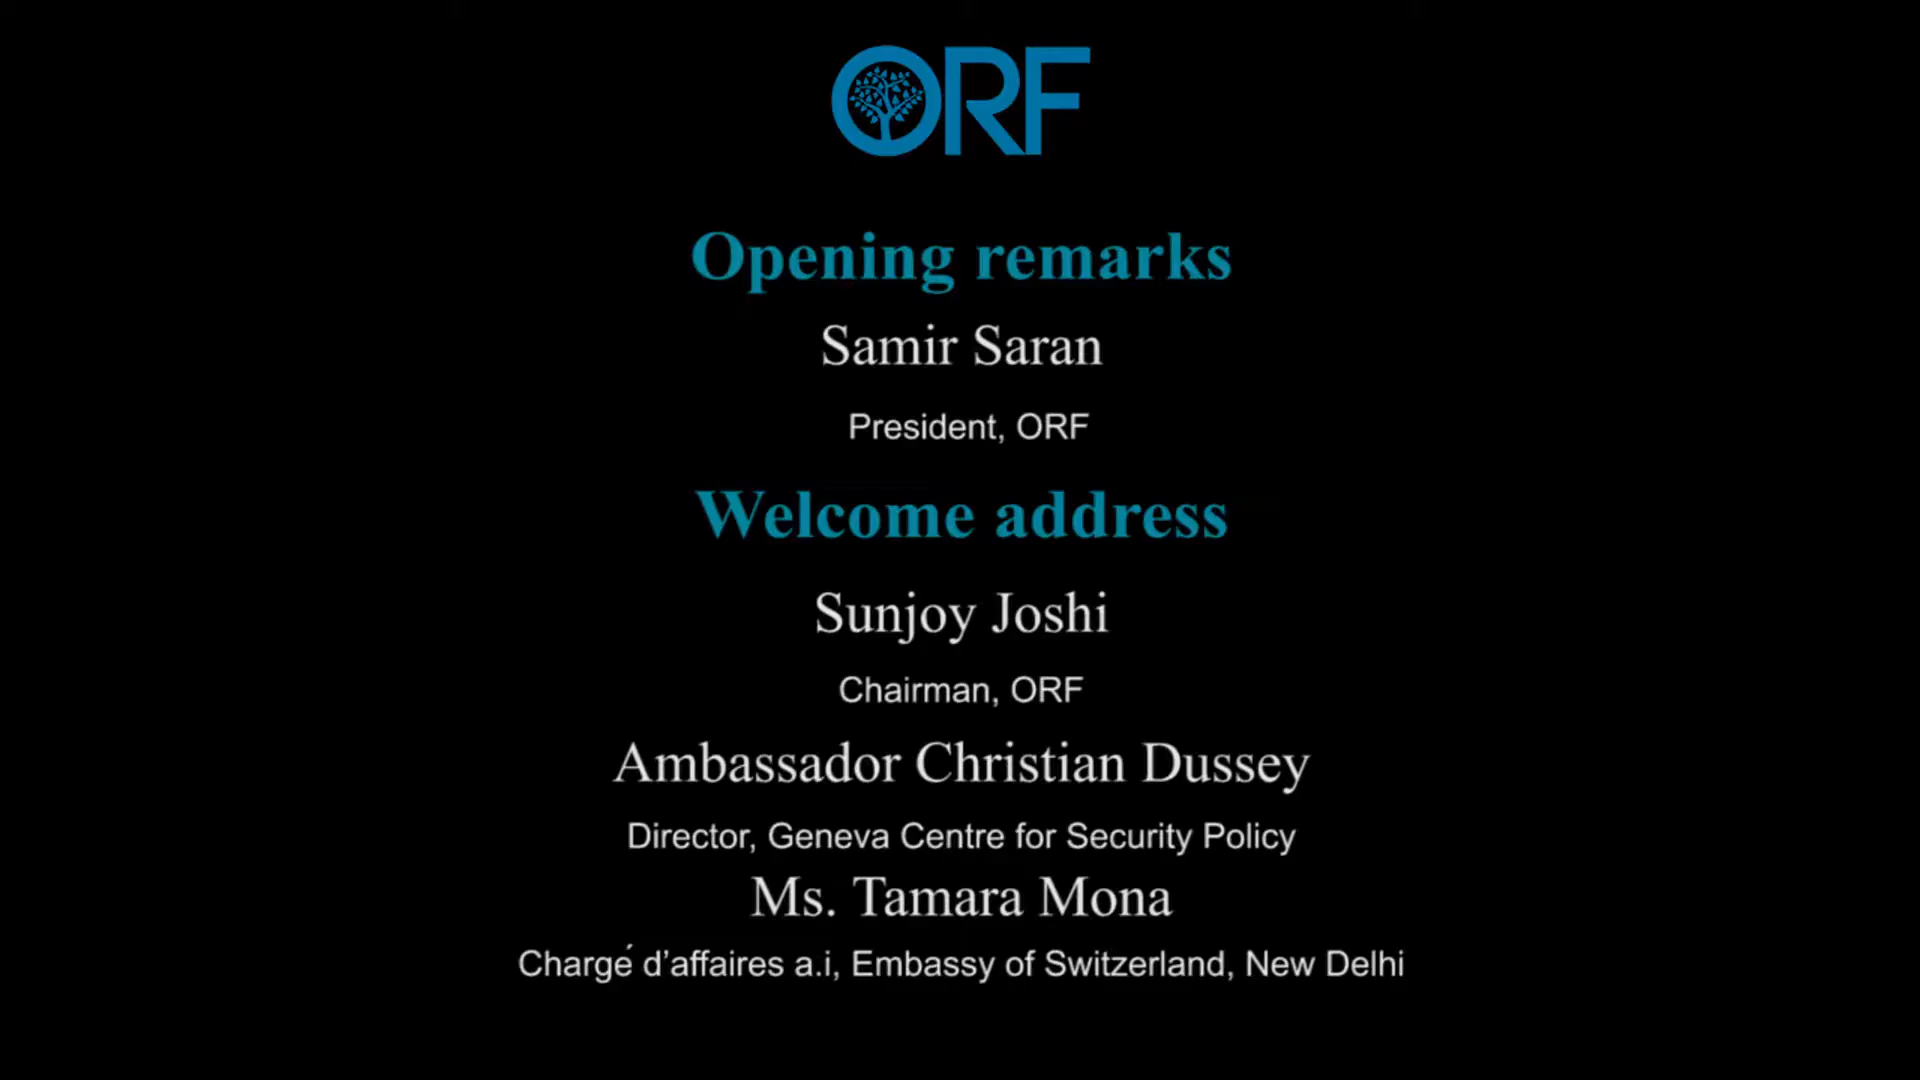 ORF
Opening remarks
Samir Saran
President, ORF
Welcome address
Sunjoy Joshi
Chairman, ORF
Ambassador Christian Dussey
Director, Geneva Centre for Security Policy
Ms. Tamara Mona
Chargé d’affaires a.i, Embassy of Switzerland, New Delhi